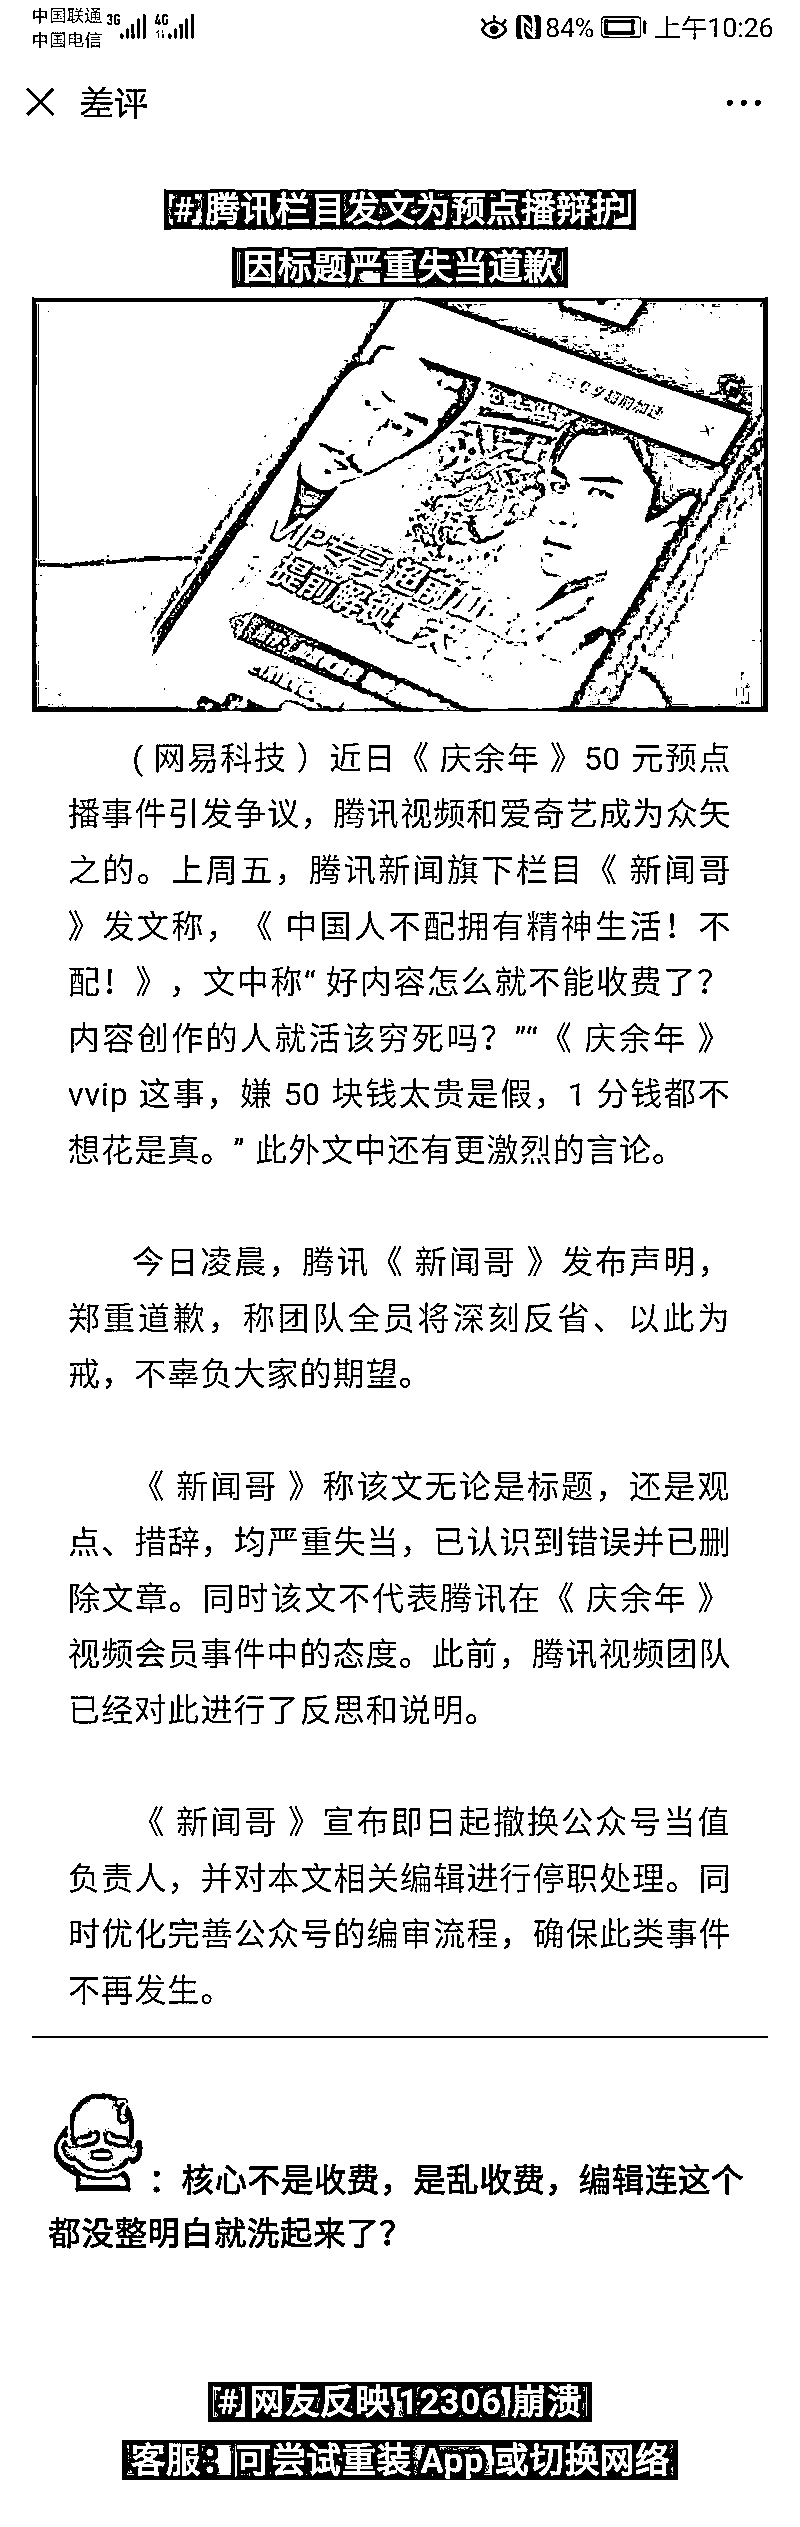 中国联通 3G 4G
中国电信
84% 上午10:26
差评
[#]腾讯栏目发文为预点播辩护
因标题严重失当道歉
VIP专享 超前
提前解锁
( 网易科技 ）近日《 庆余年 》50 元预点
播事件引发争议，腾讯视频和爱奇艺成为众矢
之的。上周五，腾讯新闻旗下栏目《 新闻哥
》发文称，《 中国人不配拥有精神生活！不
配！》，文中称“ 好内容怎么就不能收费了？
内容创作的人就活该穷死吗？”“《 庆余年 》
vvip 这事，嫌 50 块钱太贵是假，1 分钱都不
想花是真。” 此外文中还有更激烈的言论。
今日凌晨，腾讯《 新闻哥 》发布声明，
郑重道歉，称团队全员将深刻反省、以此为
戒，不辜负大家的期望。
《 新闻哥 》称该文无论是标题，还是观
点、措辞，均严重失当，已认识到错误并已删
除文章。同时该文不代表腾讯在《 庆余年 》
视频会员事件中的态度。此前，腾讯视频团队
已经对此进行了反思和说明。
《 新闻哥 》宣布即日起撤换公众号当值
负责人，并对本文相关编辑进行停职处理。同
时优化完善公众号的编审流程，确保此类事件
不再发生。
：核心不是收费，是乱收费，编辑连这个
都没整明白就洗起来了？
[#]网友反映12306崩溃
客服：可尝试重装App或切换网络